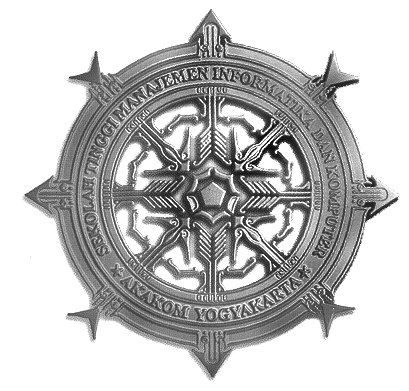 SEKOLAH TINGGI MANAJEMEN INFORMATIKA DAN KOMPUTER
* AKAKOM YOGYAKARTA *